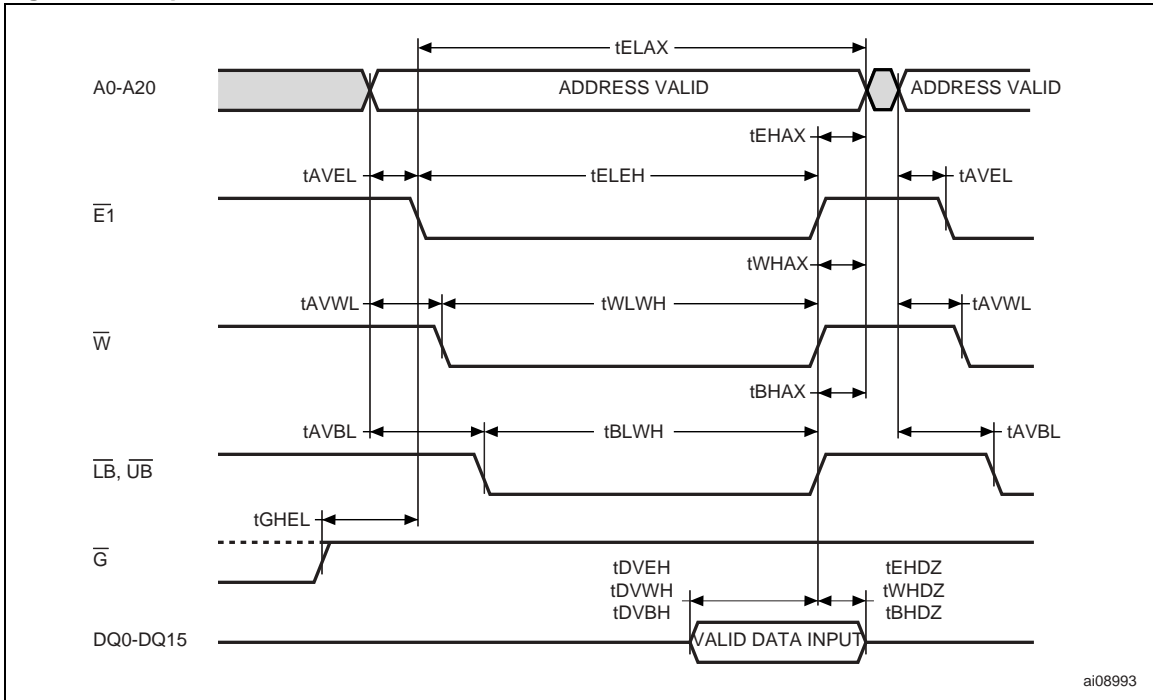 tELAX
A0-A20 ADDRESS VALID ADDRESS VALID
tEHAX
tAVEL tELEH tAVEL
E1
tWHAX
tAVWL tWLWH tAVWL
W
tBHAX
tAVBL tBLWH tAVBL
LB, UB
tGHEL
G
tDVEH tEHDZ
tDVWH tWHDZ
tDVBH tBHDZ
DQ0-DQ15 VALID DATA INPUT
ai08993